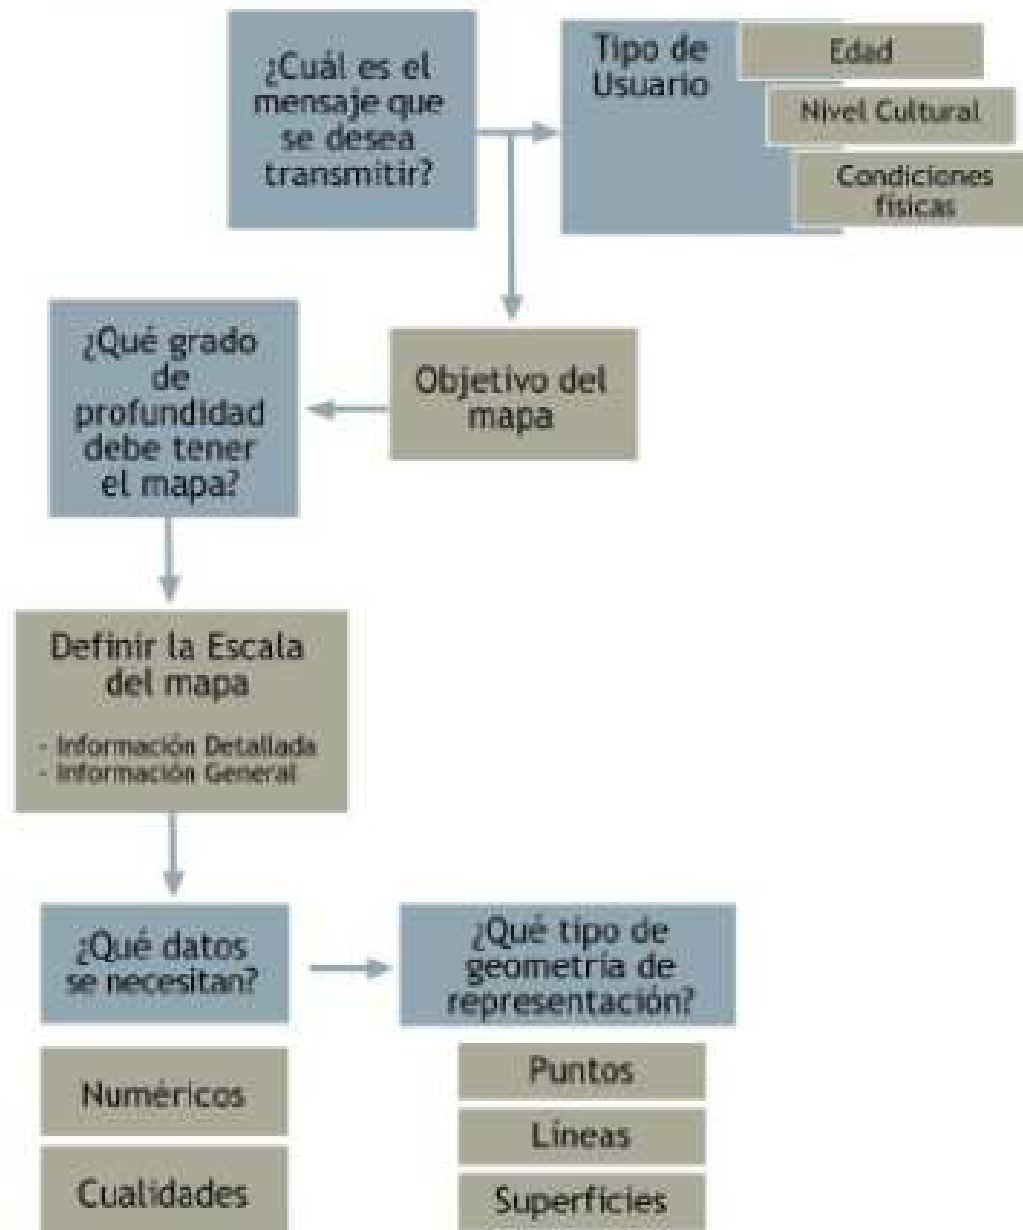 ¿Cuál es el
mensaje que
se desea
transmitir?
Tipo de
Usuario
Edad
Nivel Cultural
Condiciones
físicas
Objetivo del
mapa
¿Qué grado
de
profundidad
debe tener
el mapa?
Definir la Escala
del mapa
- Información Detallada
- Información General
¿Qué datos
se necesitan?
Numéricos
Cualidades
¿Qué tipo de
geometría de
representación?
Puntos
Líneas
Superfícies